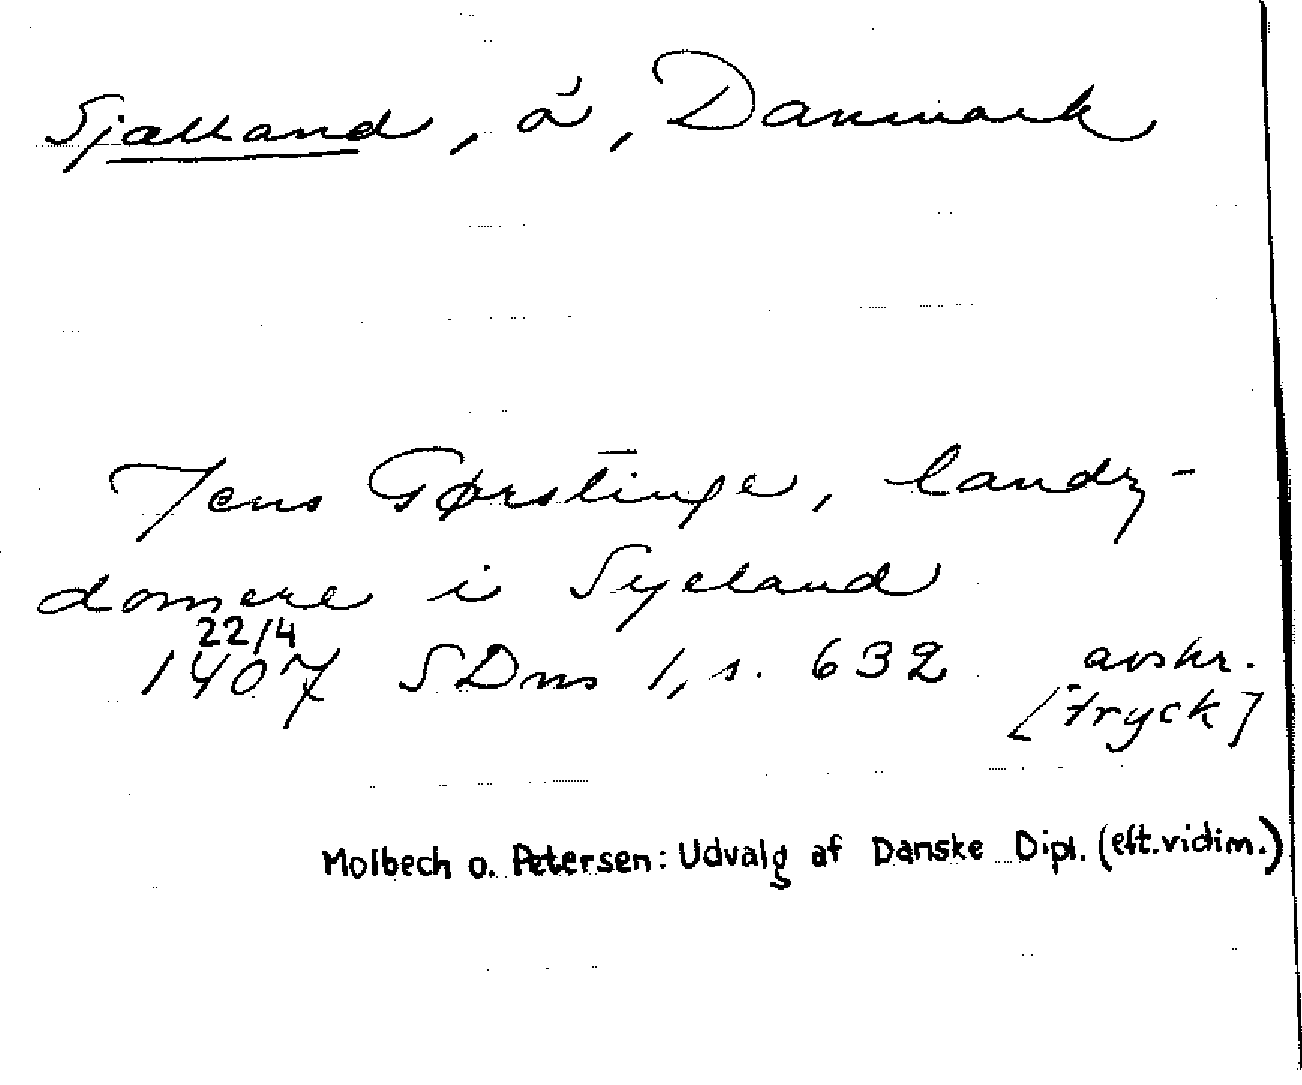 Själland, ö, Danmark
Jens Gørstinge, landz-
domere i Syeland
22/4
1407 SDns 1, s. 632 avskr.
[tryck]
Molbech o. Petersen: Udvalg af Danske Dipl. (eft. vidim.)